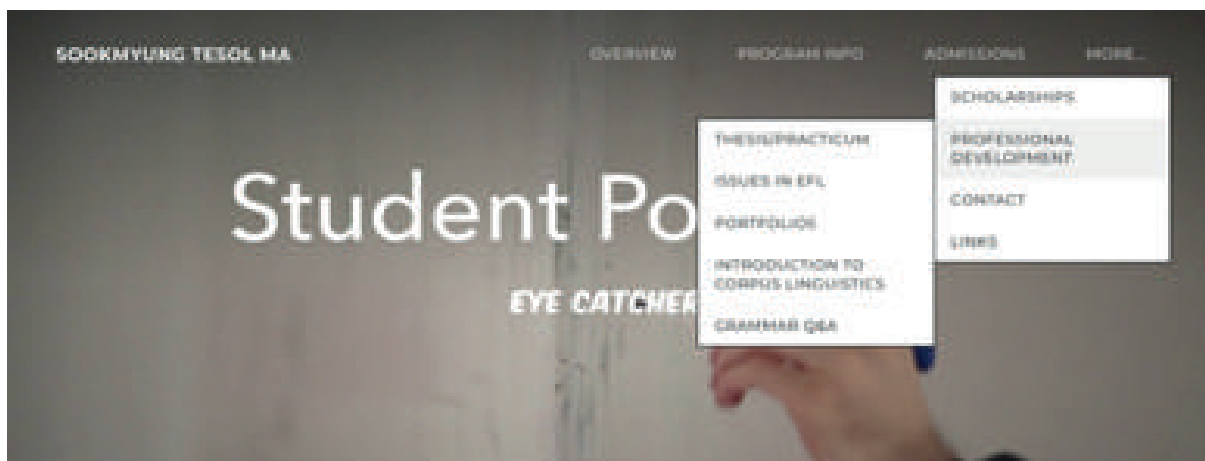 SOOKMYUNG TESOL MA
OVERVIEW PROGRAM INFO ADMISSIONS MORE...
SCHOLARSHIPS
PROFESSIONAL
DEVELOPMENT
CONTACT
LINKS
THESIS/PRACTICUM
ISSUES IN EFL
PORTFOLIOS
INTRODUCTION TO
CORPUS LINGUISTICS
GRAMMAR Q&A
Student Po
EYE CATCHER